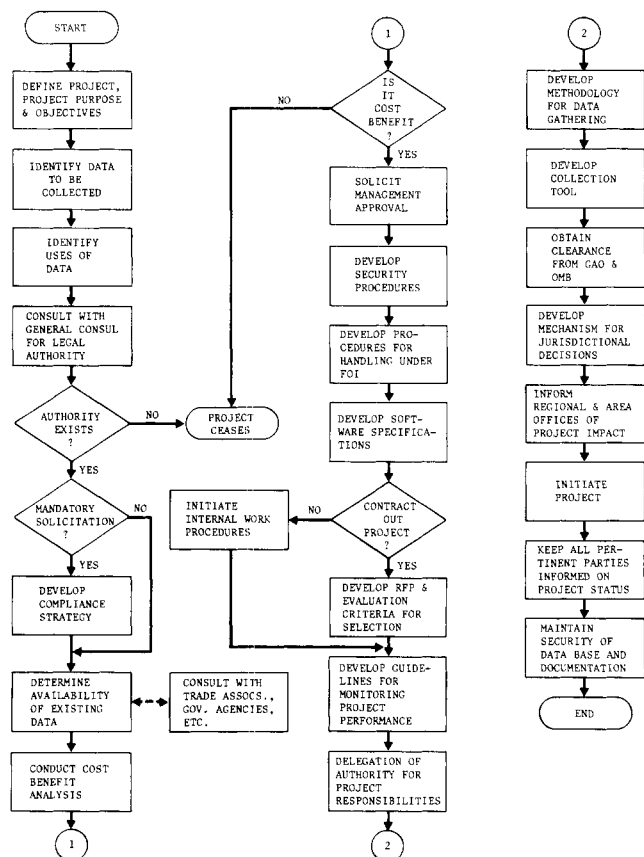 START
DEFINE PROJECT,
PROJECT PURPOSE
& OBJECTIVES
IDENTIFY DATA
TO BE
COLLECTED
IDENTIFY
USES OF
DATA
CONSULT WITH
GENERAL CONSUL
FOR LEGAL
AUTHORITY
AUTHORITY
EXISTS
?
NO
PROJECT
CEASES
YES
MANDATORY
SOLICITATION
?
NO
YES
DEVELOP
COMPLIANCE
STRATEGY
DETERMINE
AVAILABILITY
OF EXISTING
DATA
CONSULT WITH
TRADE ASSOCS.,
GOV. AGENCIES,
ETC.
CONDUCT COST
BENEFIT
ANALYSIS
1
1
IS
IT
COST
BENEFIT
?
NO
YES
SOLICIT
MANAGEMENT
APPROVAL
DEVELOP
SECURITY
PROCEDURES
DEVELOP PRO-
CEDURES FOR
HANDLING UNDER
FOI
DEVELOP SOFT-
WARE SPECIFICA-
TIONS
CONTRACT
OUT
PROJECT
?
NO
INITIATE
INTERNAL WORK
PROCEDURES
YES
DEVELOP RFP &
EVALUATION
CRITERIA FOR
SELECTION
DEVELOP GUIDE-
LINES FOR
MONITORING
PROJECT
PERFORMANCE
DELEGATION OF
AUTHORITY FOR
PROJECT
RESPONSIBILITIES
2
2
DEVELOP
METHODOLOGY
FOR DATA
GATHERING
DEVELOP
COLLECTION
TOOL
OBTAIN
CLEARANCE
FROM GAO &
OMB
DEVELOP
MECHANISM FOR
JURISDICTIONAL
DECISIONS
INFORM
REGIONAL & AREA
OFFICES OF
PROJECT IMPACT
INITIATE
PROJECT
KEEP ALL PER-
TINENT PARTIES
INFORMED ON
PROJECT STATUS
MAINTAIN
SECURITY OF
DATA BASE AND
DOCUMENTATION
END